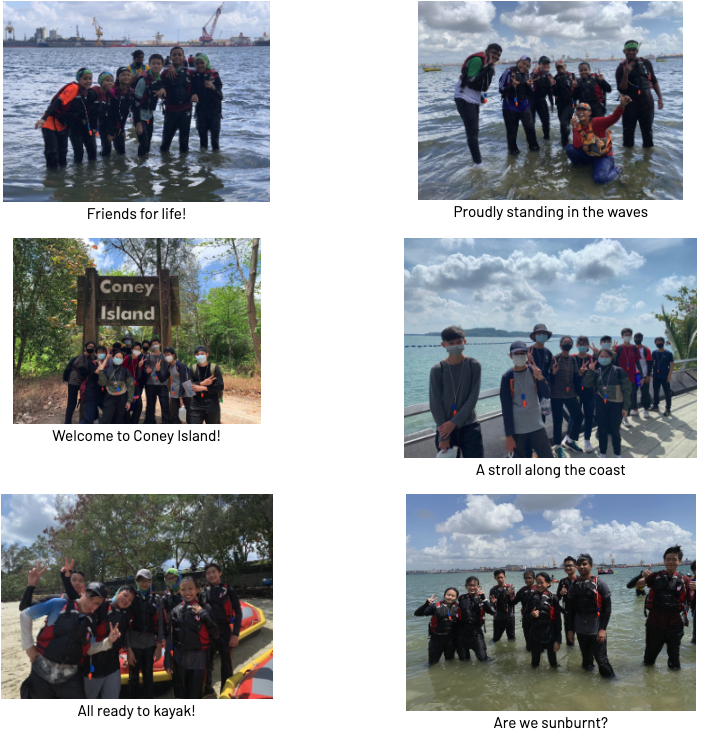 Friends for life!
Proudly standing in the waves
Coney
Island
Welcome to Coney Island!
A stroll along the coast
All ready to kayak!
Are we sunburnt?